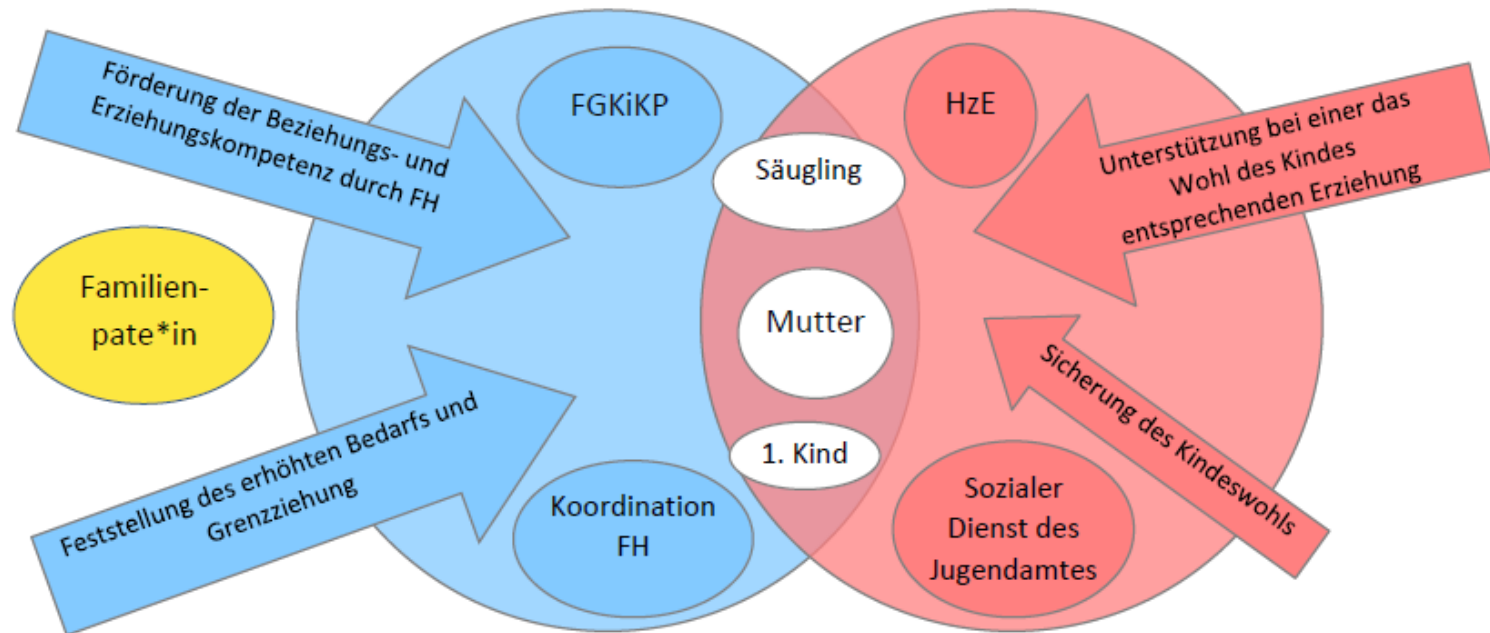 Förderung der Beziehungs- und
Erziehungskompetenz durch FH
FGKiKP
HzE
Säugling
Unterstützung bei einer das
Wohl des Kindes
entsprechenden Erziehung
Familien-
pate*in
Mutter
Feststellung des erhöhten Bedarfs und
Grenzziehung
Sicherung des Kindeswohls
1. Kind
Koordination
FH
Sozialer
Dienst des
Jugendamtes